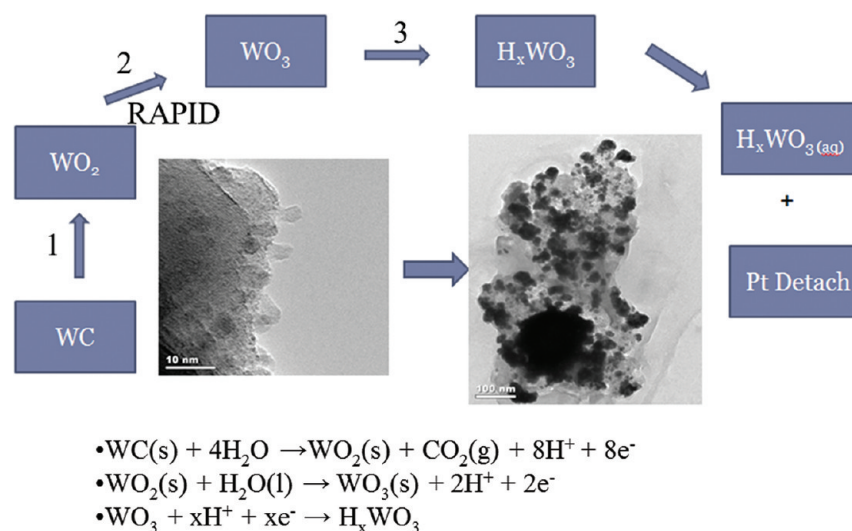 2
WO₃
3
HₓWO₃
RAPID
WO₂
HₓWO₃(aq)
+
1
Pt Detach
WC
10 nm
100 nm
•WC(s) + 4H₂O →WO₂(s) + CO₂(g) + 8H⁺ + 8e⁻
•WO₂(s) + H₂O(l) → WO₃(s) + 2H⁺ + 2e⁻
•WO₃ + xH⁺ + xe⁻ → HₓWO₃